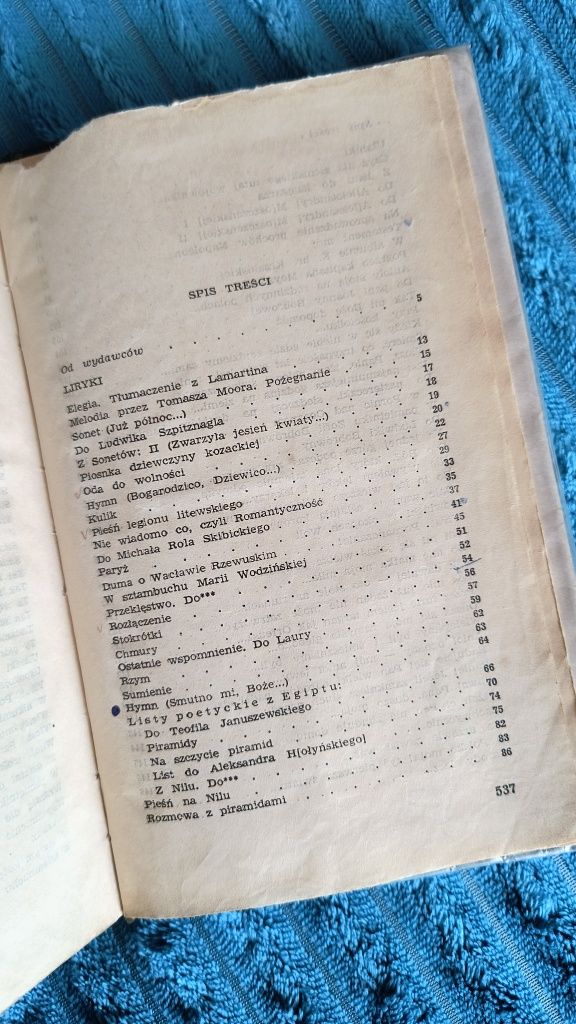 SPIS TREŚCI
Od wydawców . . . . . . . . . . 5
LIRYKI
Elegia. Tłumaczenie z Lamartina . . . . . 13
Melodia przez Tomasza Moora. Pożegnanie . . . 15
Sonet (Już północ...) . . . . . . . . 17
Do Ludwika Szpitznagla . . . . . . . 18
Z Sonetów: II (Zwarzyła jesień kwiaty...) . . . 19
Piosnka dziewczyny kozackiej . . . . . . 20
Oda do wolności . . . . . . . . . 22
Hymn (Bogarodzico, Dziewico...) . . . . . 27
Kulik . . . . . . . . . . . . 29
Pieśń legionu litewskiego . . . . . . . 33
Nie wiadomo co, czyli Romantyczność . . . . 35
Do Michała Rola Skibickiego . . . . . . 37
Paryż . . . . . . . . . . . . 41
Duma o Wacławie Rzewuskim . . . . . . 45
W sztambuchu Marii Wodzińskiej . . . . . 51
Przeklęstwo. Do*** . . . . . . . . 52
Rozłączenie . . . . . . . . . . 54
Stokrótki . . . . . . . . . . . 56
Chmury . . . . . . . . . . . 57
Ostatnie wspomnienie. Do Laury . . . . . 59
Rzym . . . . . . . . . . . . 62
Sumienie . . . . . . . . . . . 63
Hymn (Smutno mi, Boże...) . . . . . . 64
Listy poetyckie z Egiptu:
Do Teofila Januszewskiego . . . . . . 66
Piramidy . . . . . . . . . . 70
Na szczycie piramid . . . . . . . 74
List do Aleksandra H[ołyńskiego] . . . . 75
Z Nilu. Do*** . . . . . . . . . 82
Pieśń na Nilu . . . . . . . . . . 83
Rozmowa z piramidami . . . . . . . 86
537